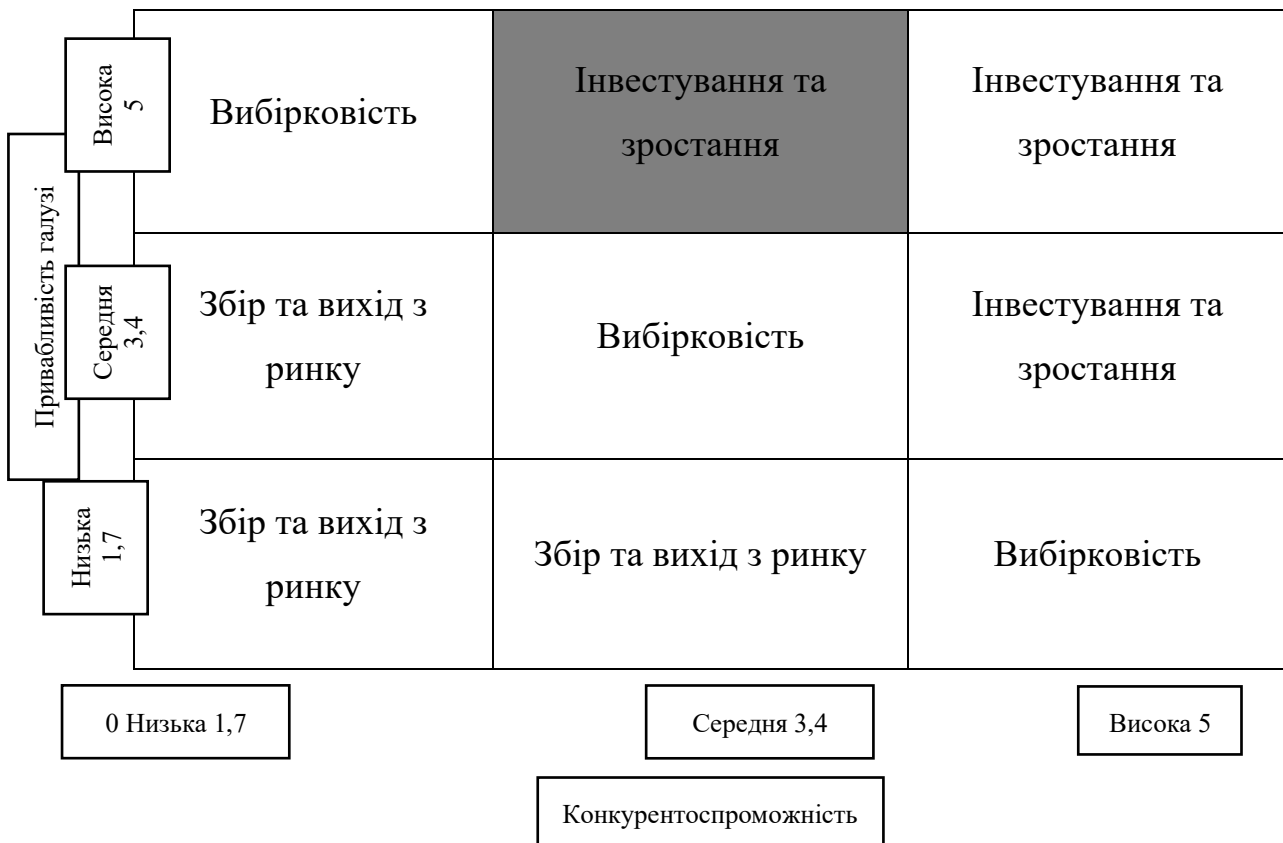 Привабливість галузі
Висока
5
Вибірковість
Інвестування та
зростання
Інвестування та
зростання
Середня
3,4
Збір та вихід з
ринку
Вибірковість
Інвестування та
зростання
Низька
1,7
Збір та вихід з
ринку
Збір та вихід з ринку
Вибірковість
0 Низька 1,7
Середня 3,4
Висока 5
Конкурентоспроможність